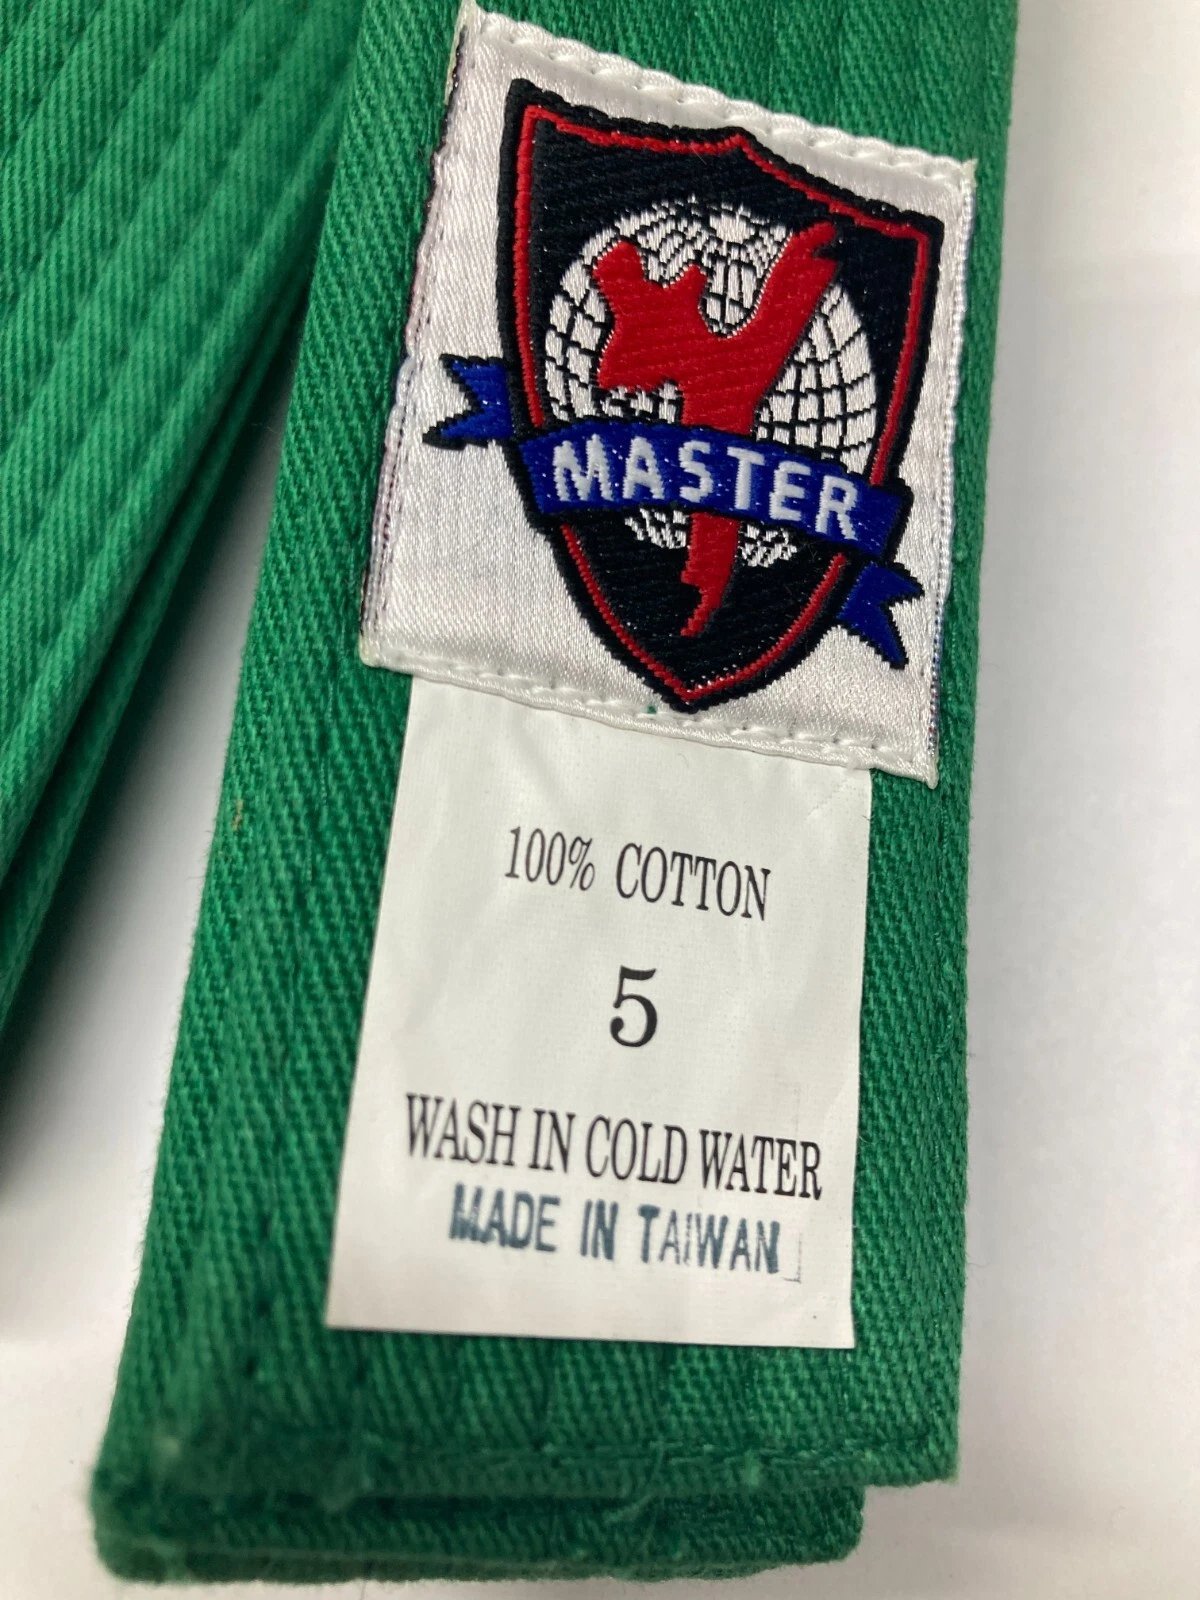 MASTER
100% COTTON
5
WASH IN COLD WATER
MADE IN TAIWAN